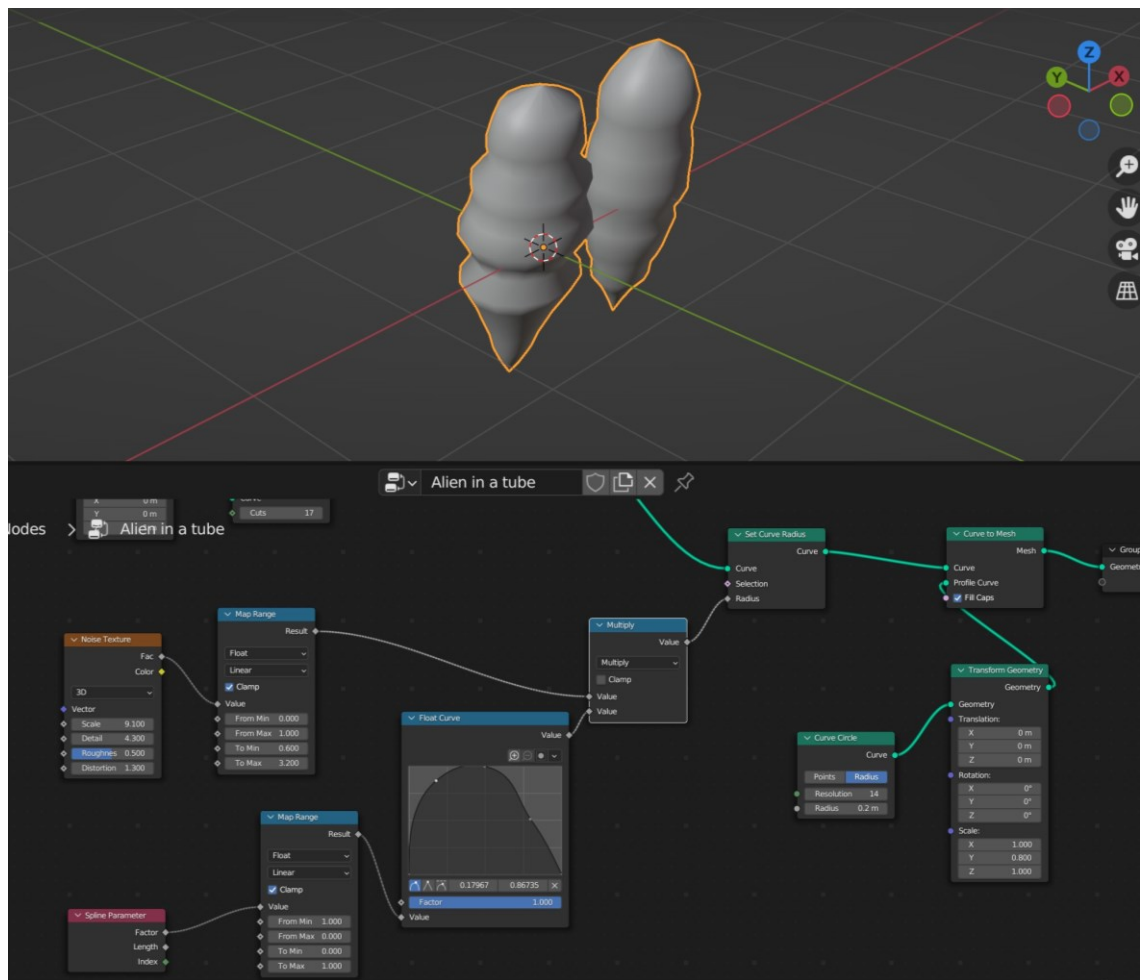 Z
Y
X
Alien in a tube
X 0 m
Y 0 m
Cuts 17
Nodes > Alien in a tube
Set Curve Radius
Curve
Curve
Selection
Radius
Curve to Mesh
Mesh
Curve
Profile Curve
Fill Caps
Group
Geometr
Noise Texture
Fac
Color
3D
Vector
Scale 9.100
Detail 4.300
Roughnes 0.500
Distortion 1.300
Map Range
Result
Float
Linear
Clamp
Value
From Min 0.000
From Max 1.000
To Min 0.600
To Max 3.200
Multiply
Value
Multiply
Clamp
Value
Value
Float Curve
Value
0.17967 0.86735
Factor 1.000
Value
Transform Geometry
Geometry
Geometry
Translation:
X 0 m
Y 0 m
Z 0 m
Rotation:
X 0°
Y 0°
Z 0°
Scale:
X 1.000
Y 0.800
Z 1.000
Curve Circle
Curve
Points Radius
Resolution 14
Radius 0.2 m
Map Range
Result
Float
Linear
Clamp
Value
From Min 1.000
From Max 0.000
To Min 0.000
To Max 1.000
Spline Parameter
Factor
Length
Index